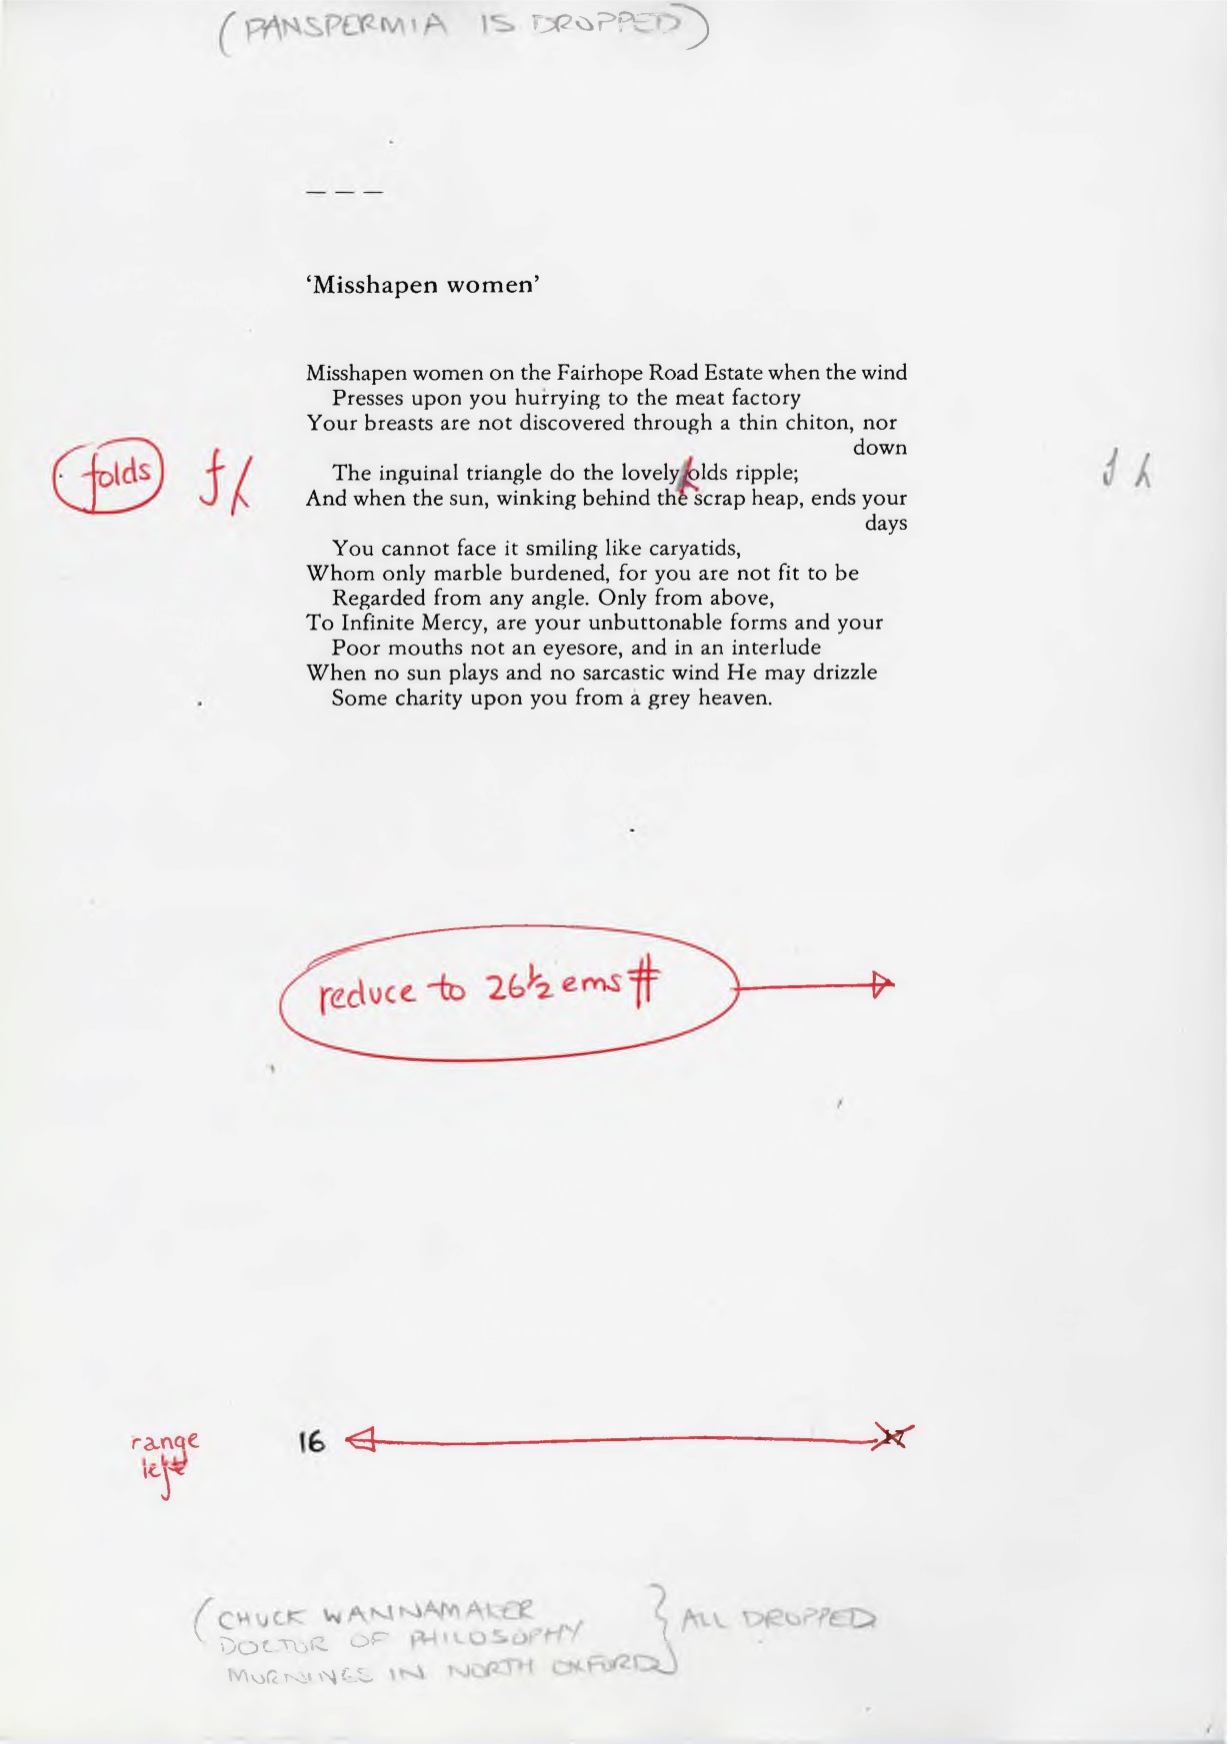 (PANSPERMIA IS DROPPED)
– – –
‘Misshapen women’
Misshapen women on the Fairhope Road Estate when the wind
Presses upon you hurrying to the meat factory
Your breasts are not discovered through a thin chiton, nor
down
folds f/ The inguinal triangle do the lovely olds ripple; f /
And when the sun, winking behind the scrap heap, ends your
days
You cannot face it smiling like caryatids,
Whom only marble burdened, for you are not fit to be
Regarded from any angle. Only from above,
To Infinite Mercy, are your unbuttonable forms and your
Poor mouths not an eyesore, and in an interlude
When no sun plays and no sarcastic wind He may drizzle
Some charity upon you from a grey heaven.
reduce to 26½ ems #
range 16
left
(CHUCK WANNAMAKER } ALL DROPPED
DOCTOR OF PHILOSOPHY
MORNINGS IN NORTH OXFORD)